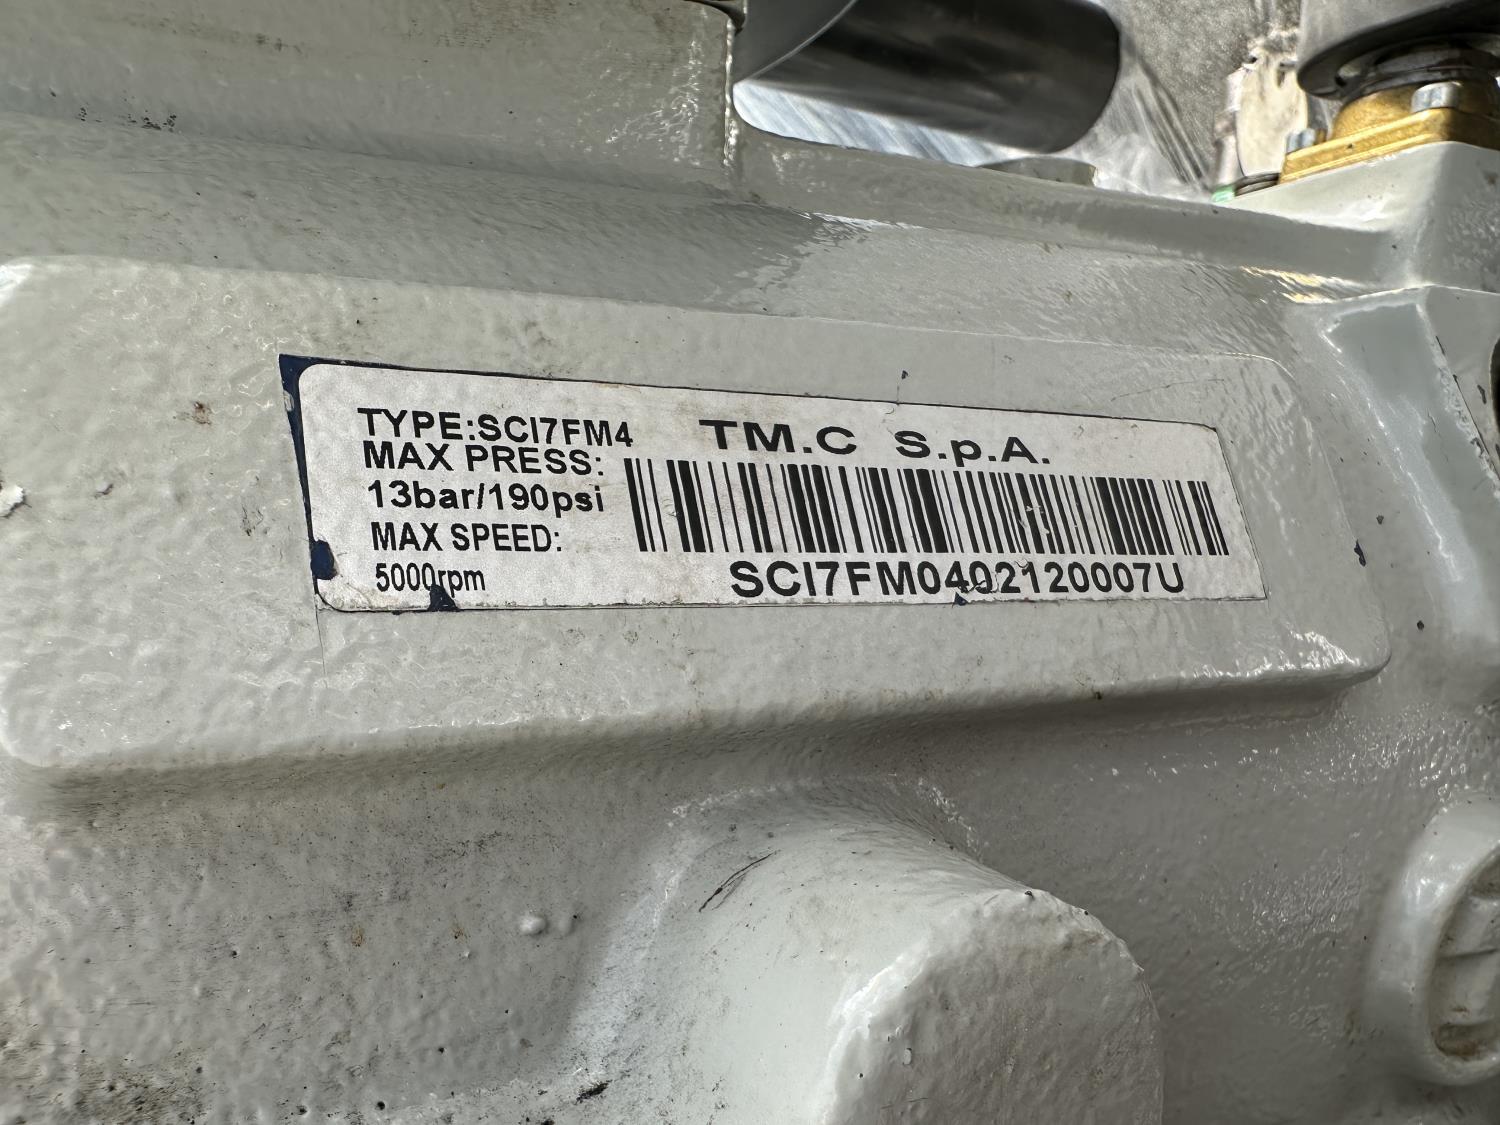 TYPE:SCI7FM4
MAX PRESS:
13bar/190psi
MAX SPEED:
5000rpm
TM.C S.p.A.
SCI7FM0402120007U